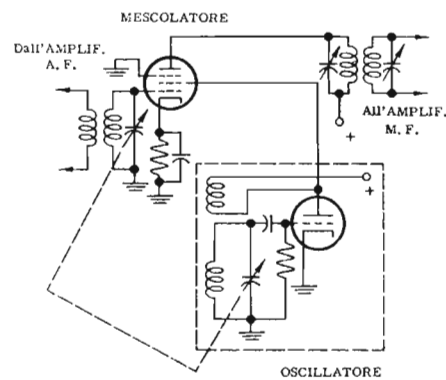 MESCOLATORE
Dall'AMPLIF.
A. F.
All'AMPLIF.
M. F.
+
+
OSCILLATORE